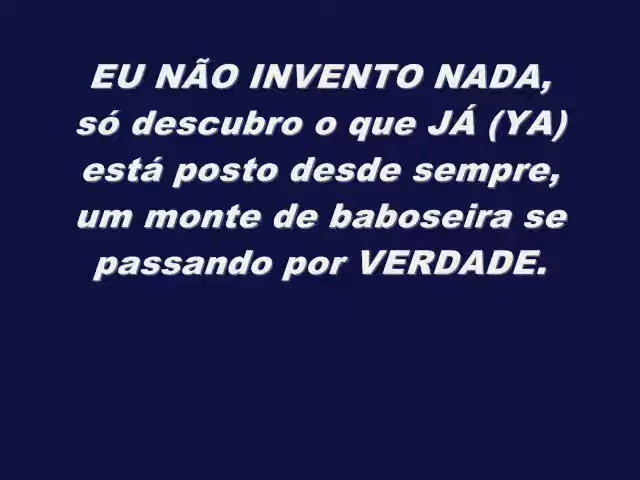 EU NÃO INVENTO NADA,
só descubro o que JÁ (YA)
está posto desde sempre,
um monte de baboseira se
passando por VERDADE.